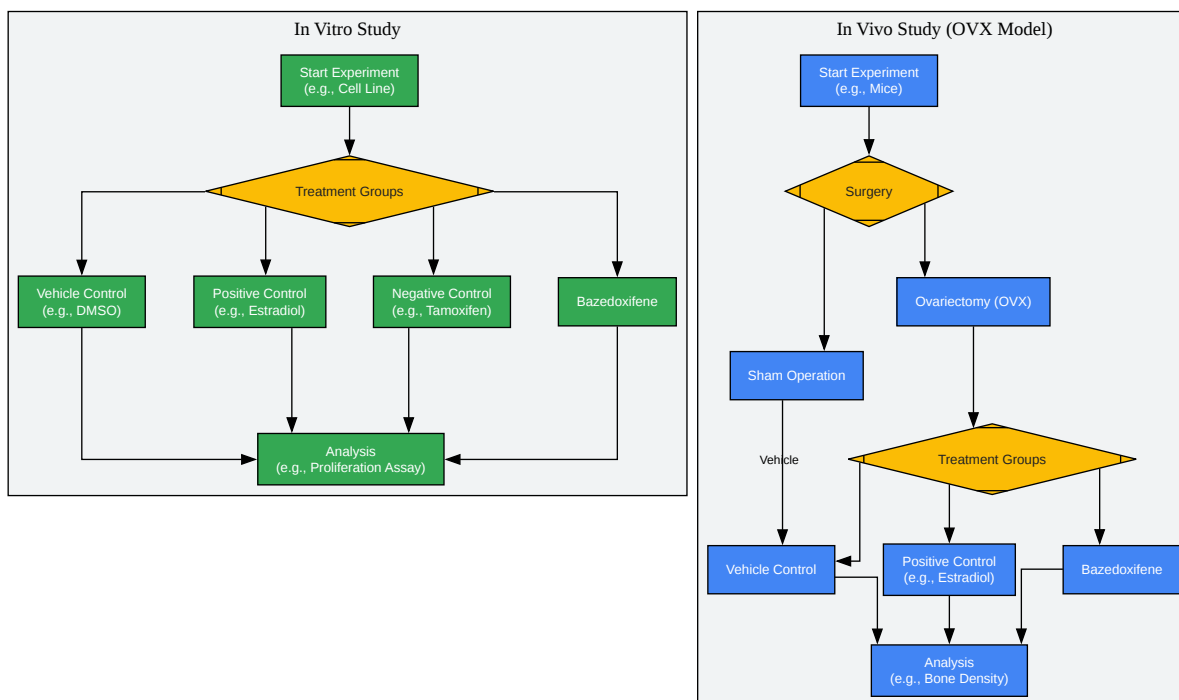 In Vitro Study
Start Experiment
(e.g., Cell Line)
Treatment Groups
Vehicle Control
(e.g., DMSO)
Positive Control
(e.g., Estradiol)
Negative Control
(e.g., Tamoxifen)
Bazedoxifene
Analysis
(e.g., Proliferation Assay)
In Vivo Study (OVX Model)
Start Experiment
(e.g., Mice)
Surgery
Ovariectomy (OVX)
Sham Operation
Vehicle
Treatment Groups
Vehicle Control
Positive Control
(e.g., Estradiol)
Bazedoxifene
Analysis
(e.g., Bone Density)